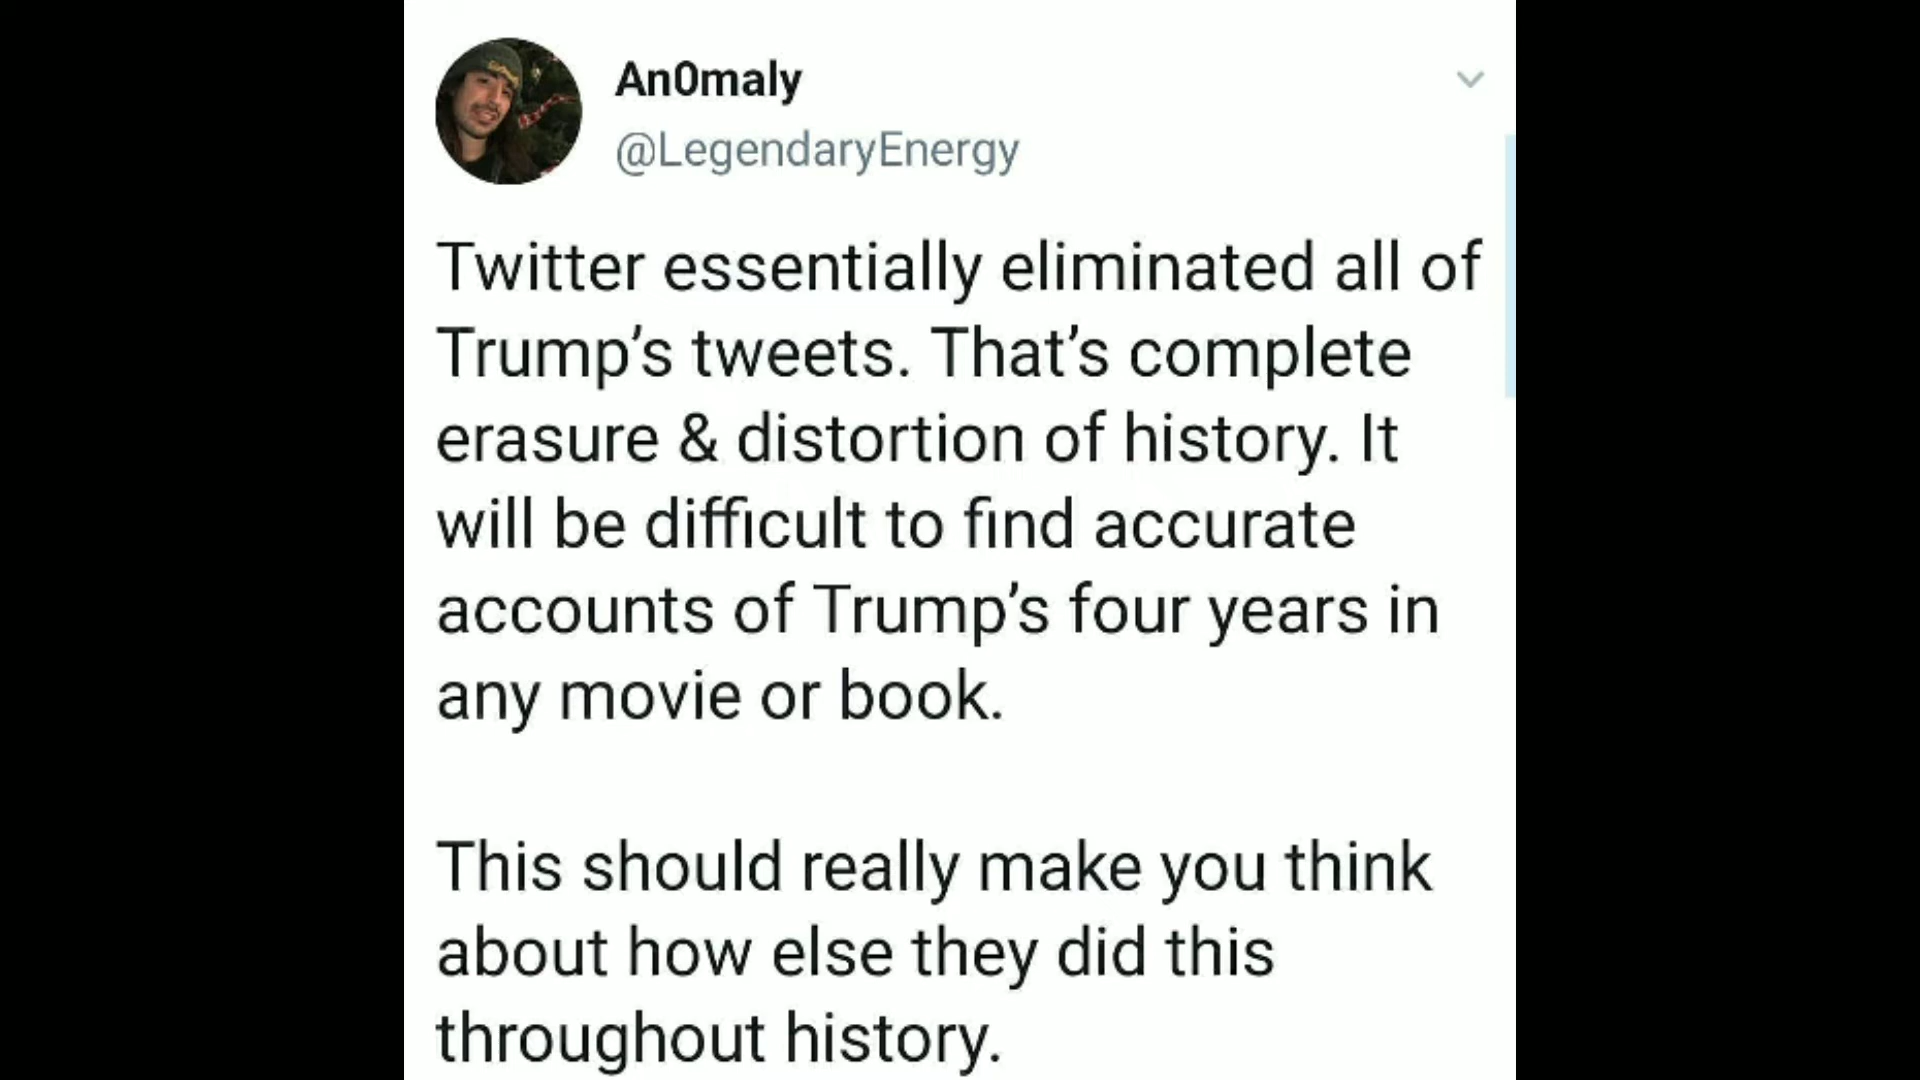 An0maly
@LegendaryEnergy
Twitter essentially eliminated all of
Trump’s tweets. That’s complete
erasure & distortion of history. It
will be difficult to find accurate
accounts of Trump’s four years in
any movie or book.
This should really make you think
about how else they did this
throughout history.